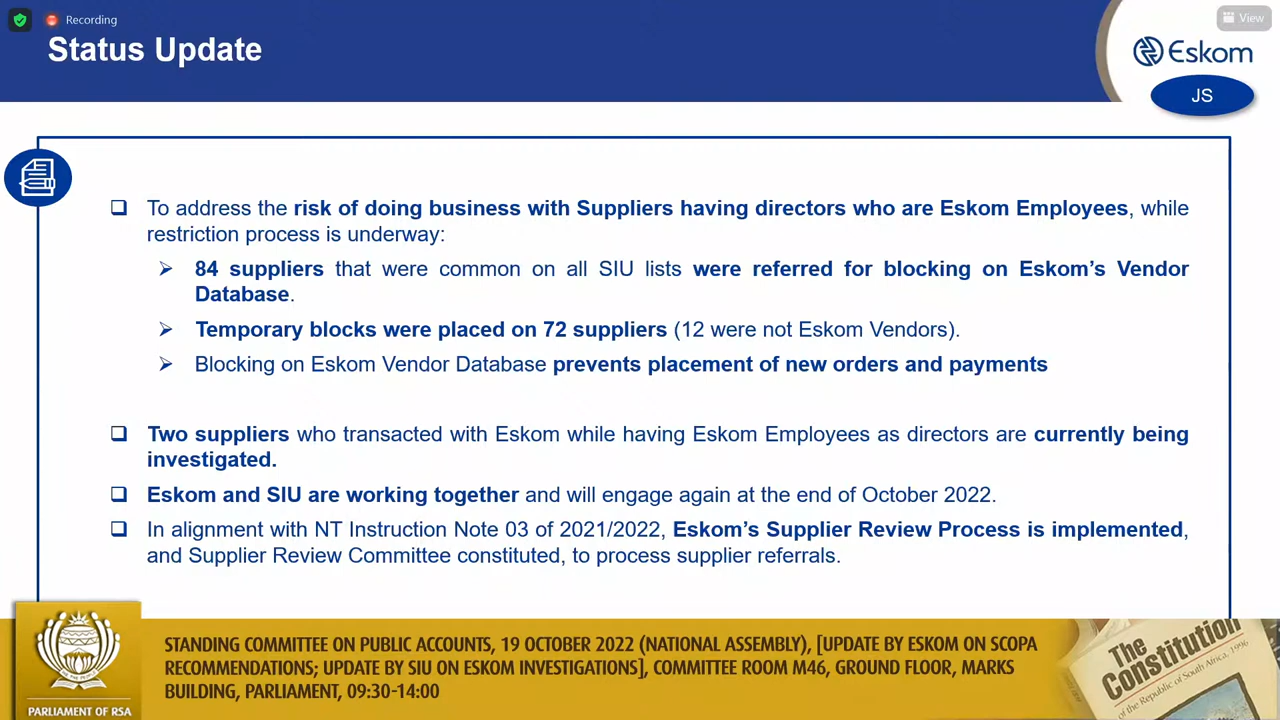 Recording
View
Status Update
Eskom
JS
❑ To address the risk of doing business with Suppliers having directors who are Eskom Employees, while
restriction process is underway:
➢ 84 suppliers that were common on all SIU lists were referred for blocking on Eskom's Vendor
Database.
➢ Temporary blocks were placed on 72 suppliers (12 were not Eskom Vendors).
➢ Blocking on Eskom Vendor Database prevents placement of new orders and payments
❑ Two suppliers who transacted with Eskom while having Eskom Employees as directors are currently being
investigated.
❑ Eskom and SIU are working together and will engage again at the end of October 2022.
❑ In alignment with NT Instruction Note 03 of 2021/2022, Eskom's Supplier Review Process is implemented,
and Supplier Review Committee constituted, to process supplier referrals.
STANDING COMMITTEE ON PUBLIC ACCOUNTS, 19 OCTOBER 2022 (NATIONAL ASSEMBLY), [UPDATE BY ESKOM ON SCOPA
RECOMMENDATIONS; UPDATE BY SIU ON ESKOM INVESTIGATIONS], COMMITTEE ROOM M46, GROUND FLOOR, MARKS
BUILDING, PARLIAMENT, 09:30-14:00
PARLIAMENT OF RSA
The
Constitution
of the Republic of South Africa, 1996